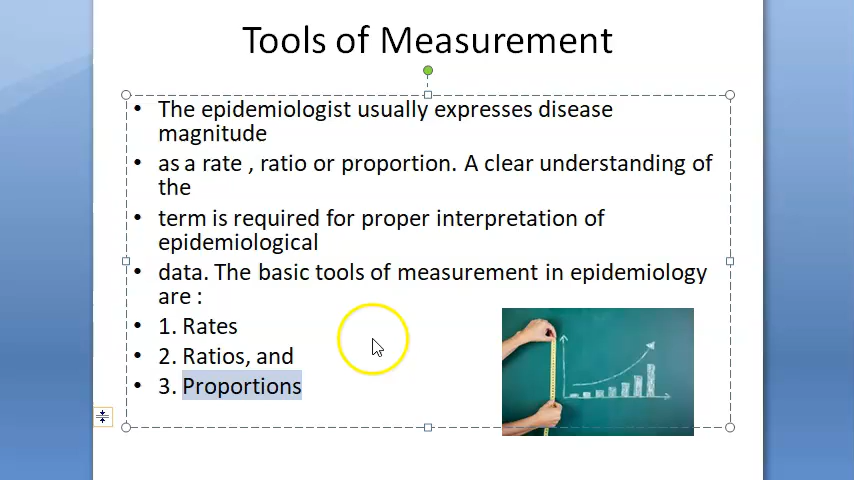 Tools of Measurement
• The epidemiologist usually expresses disease
magnitude
• as a rate , ratio or proportion. A clear understanding of
the
• term is required for proper interpretation of
epidemiological
• data. The basic tools of measurement in epidemiology
are :
• 1. Rates
• 2. Ratios, and
• 3. Proportions